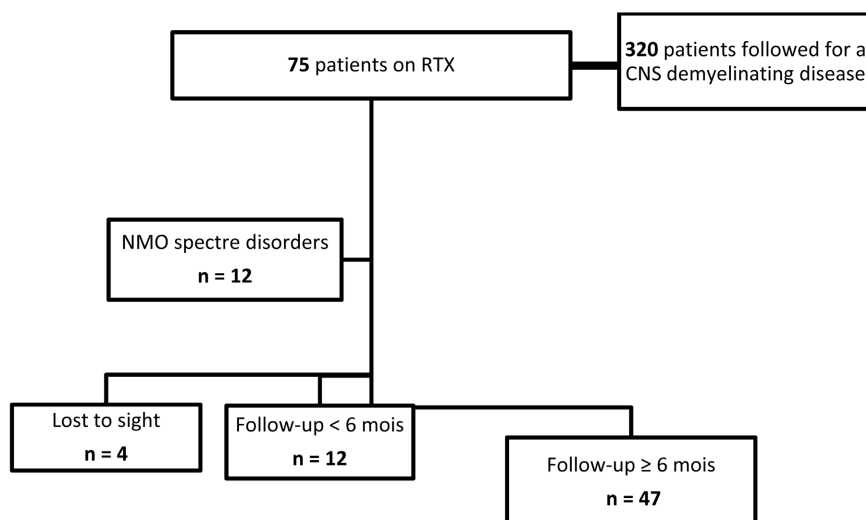 75 patients on RTX
320 patients followed for a
CNS demyelinating disease
NMO spectre disorders
n = 12
Lost to sight
n = 4
Follow-up < 6 mois
n = 12
Follow-up ≥ 6 mois
n = 47